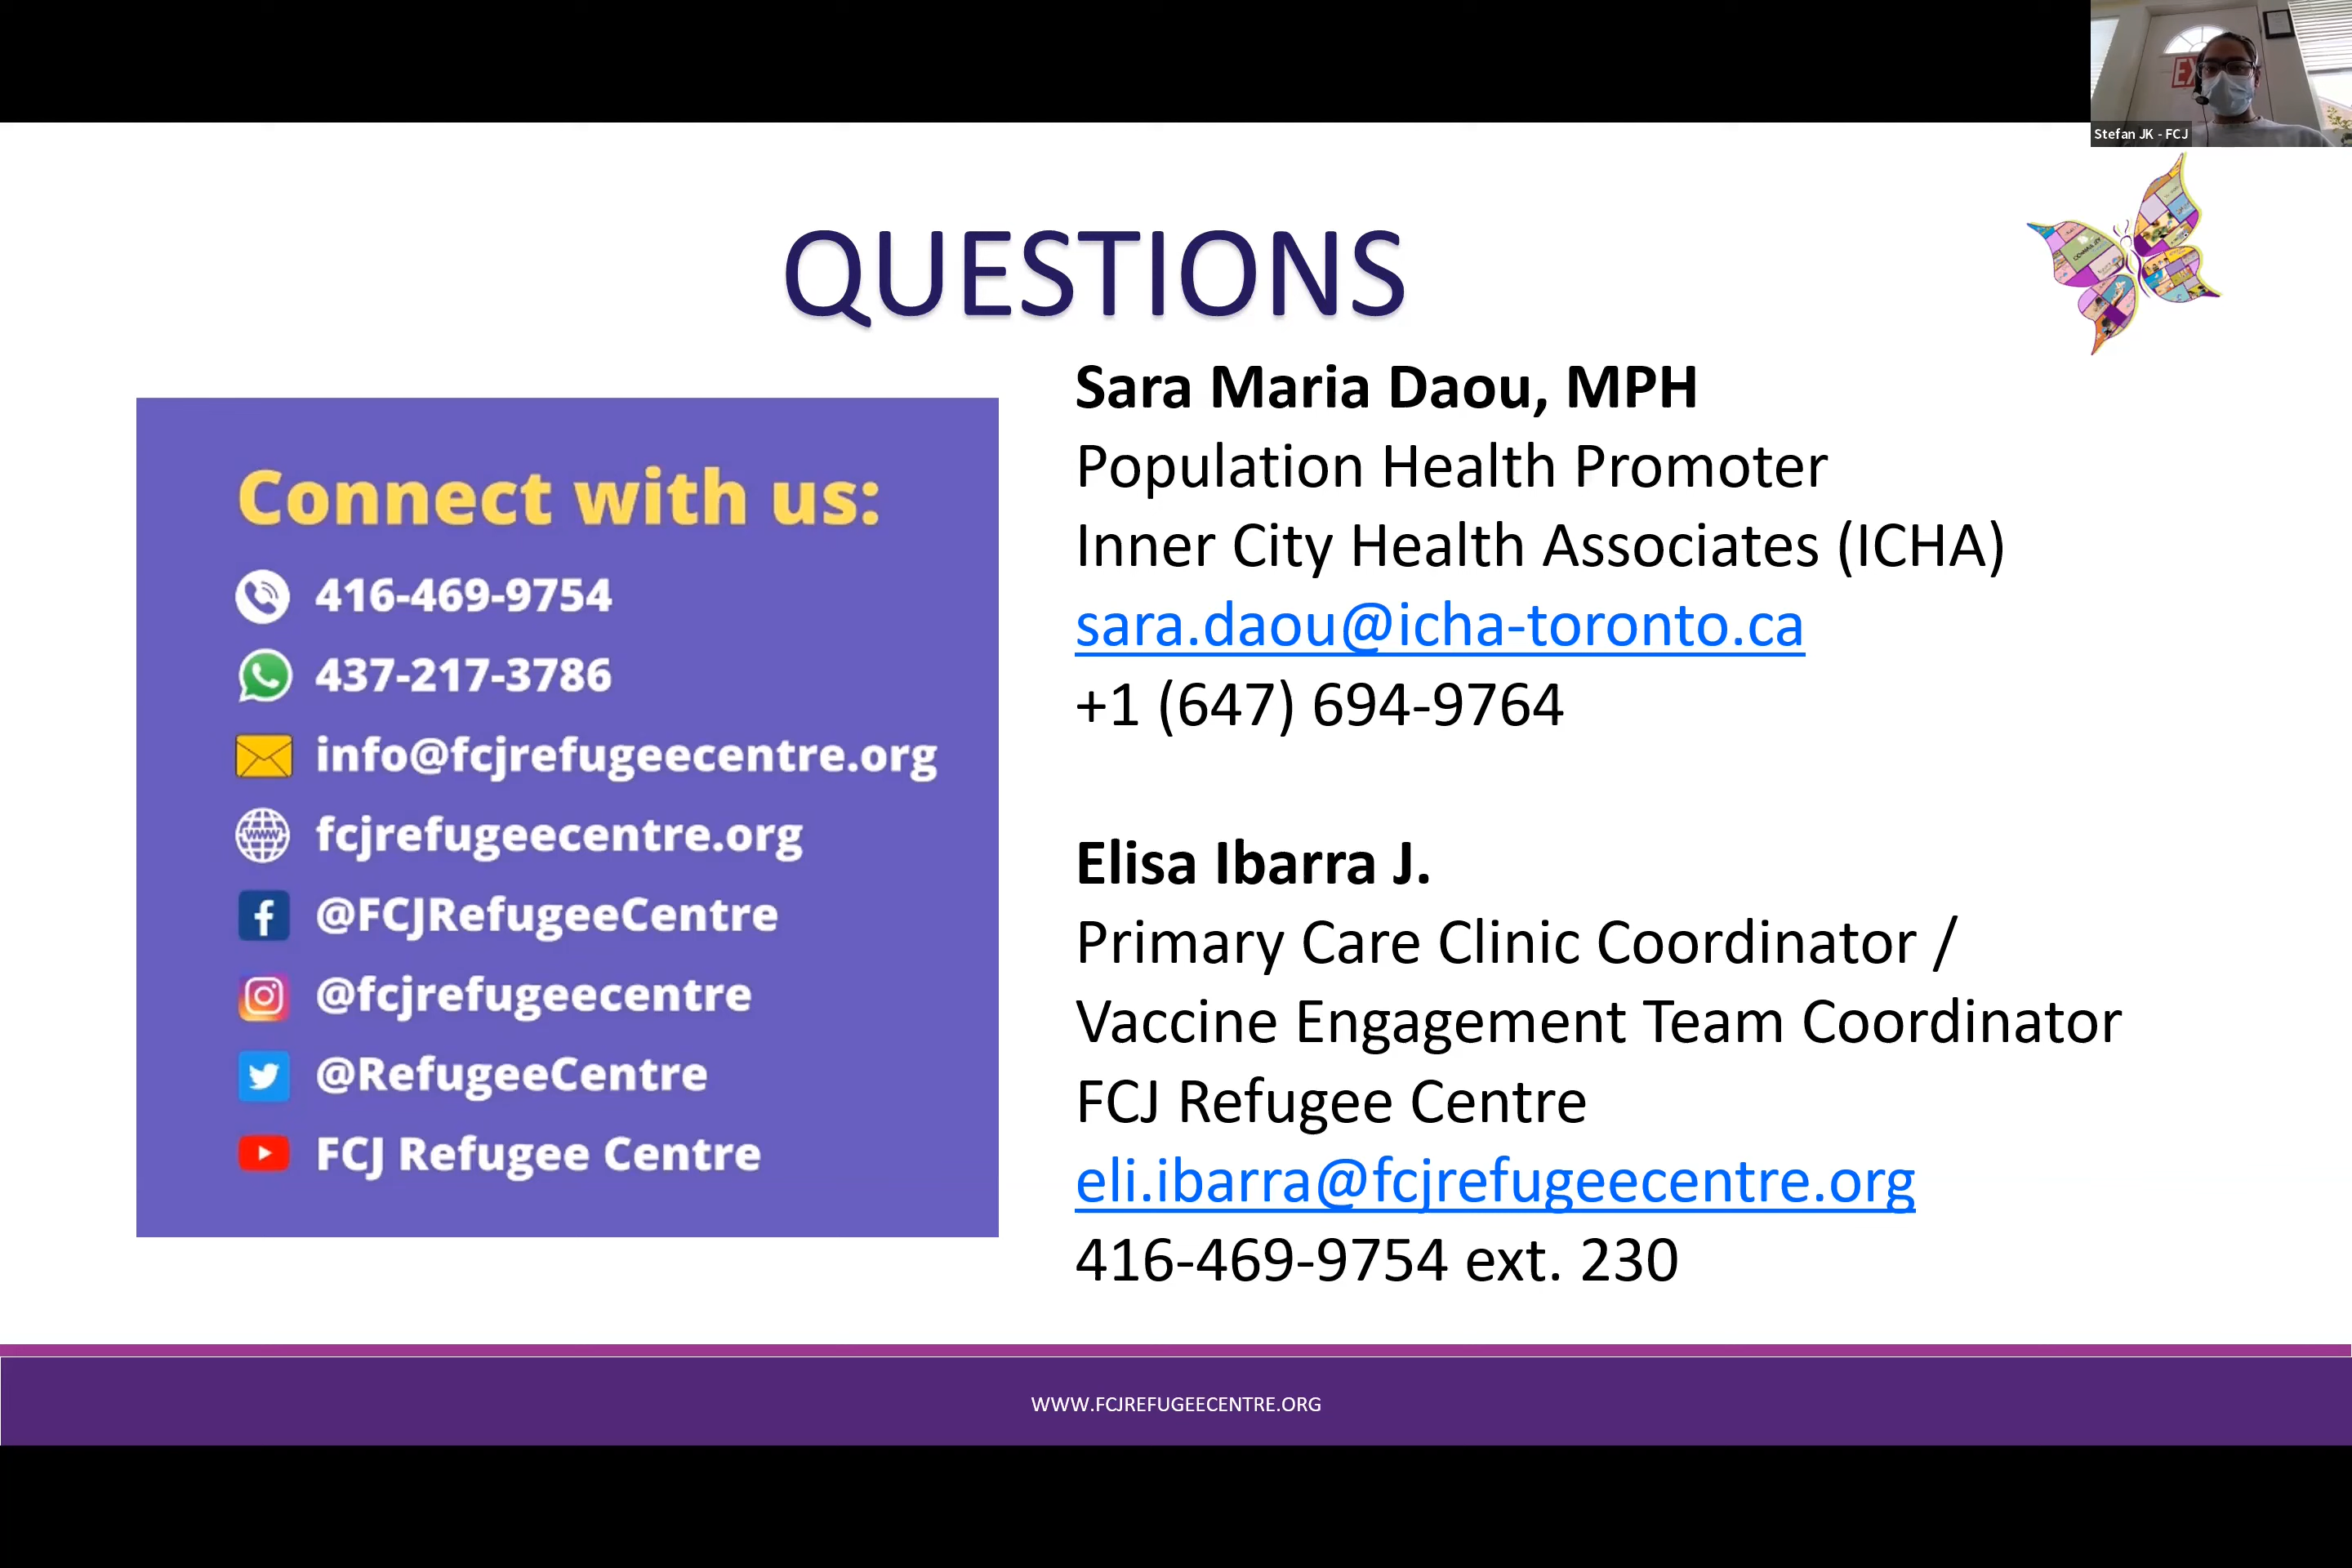 Stefan JK - FCJ
QUESTIONS
Connect with us:
416-469-9754
437-217-3786
info@fcjrefugeecentre.org
fcjrefugeecentre.org
@FCJRefugeeCentre
@fcjrefugeecentre
@RefugeeCentre
FCJ Refugee Centre
Sara Maria Daou, MPH
Population Health Promoter
Inner City Health Associates (ICHA)
sara.daou@icha-toronto.ca
+1 (647) 694-9764
Elisa Ibarra J.
Primary Care Clinic Coordinator /
Vaccine Engagement Team Coordinator
FCJ Refugee Centre
eli.ibarra@fcjrefugeecentre.org
416-469-9754 ext. 230
WWW.FCJREFUGEECENTRE.ORG